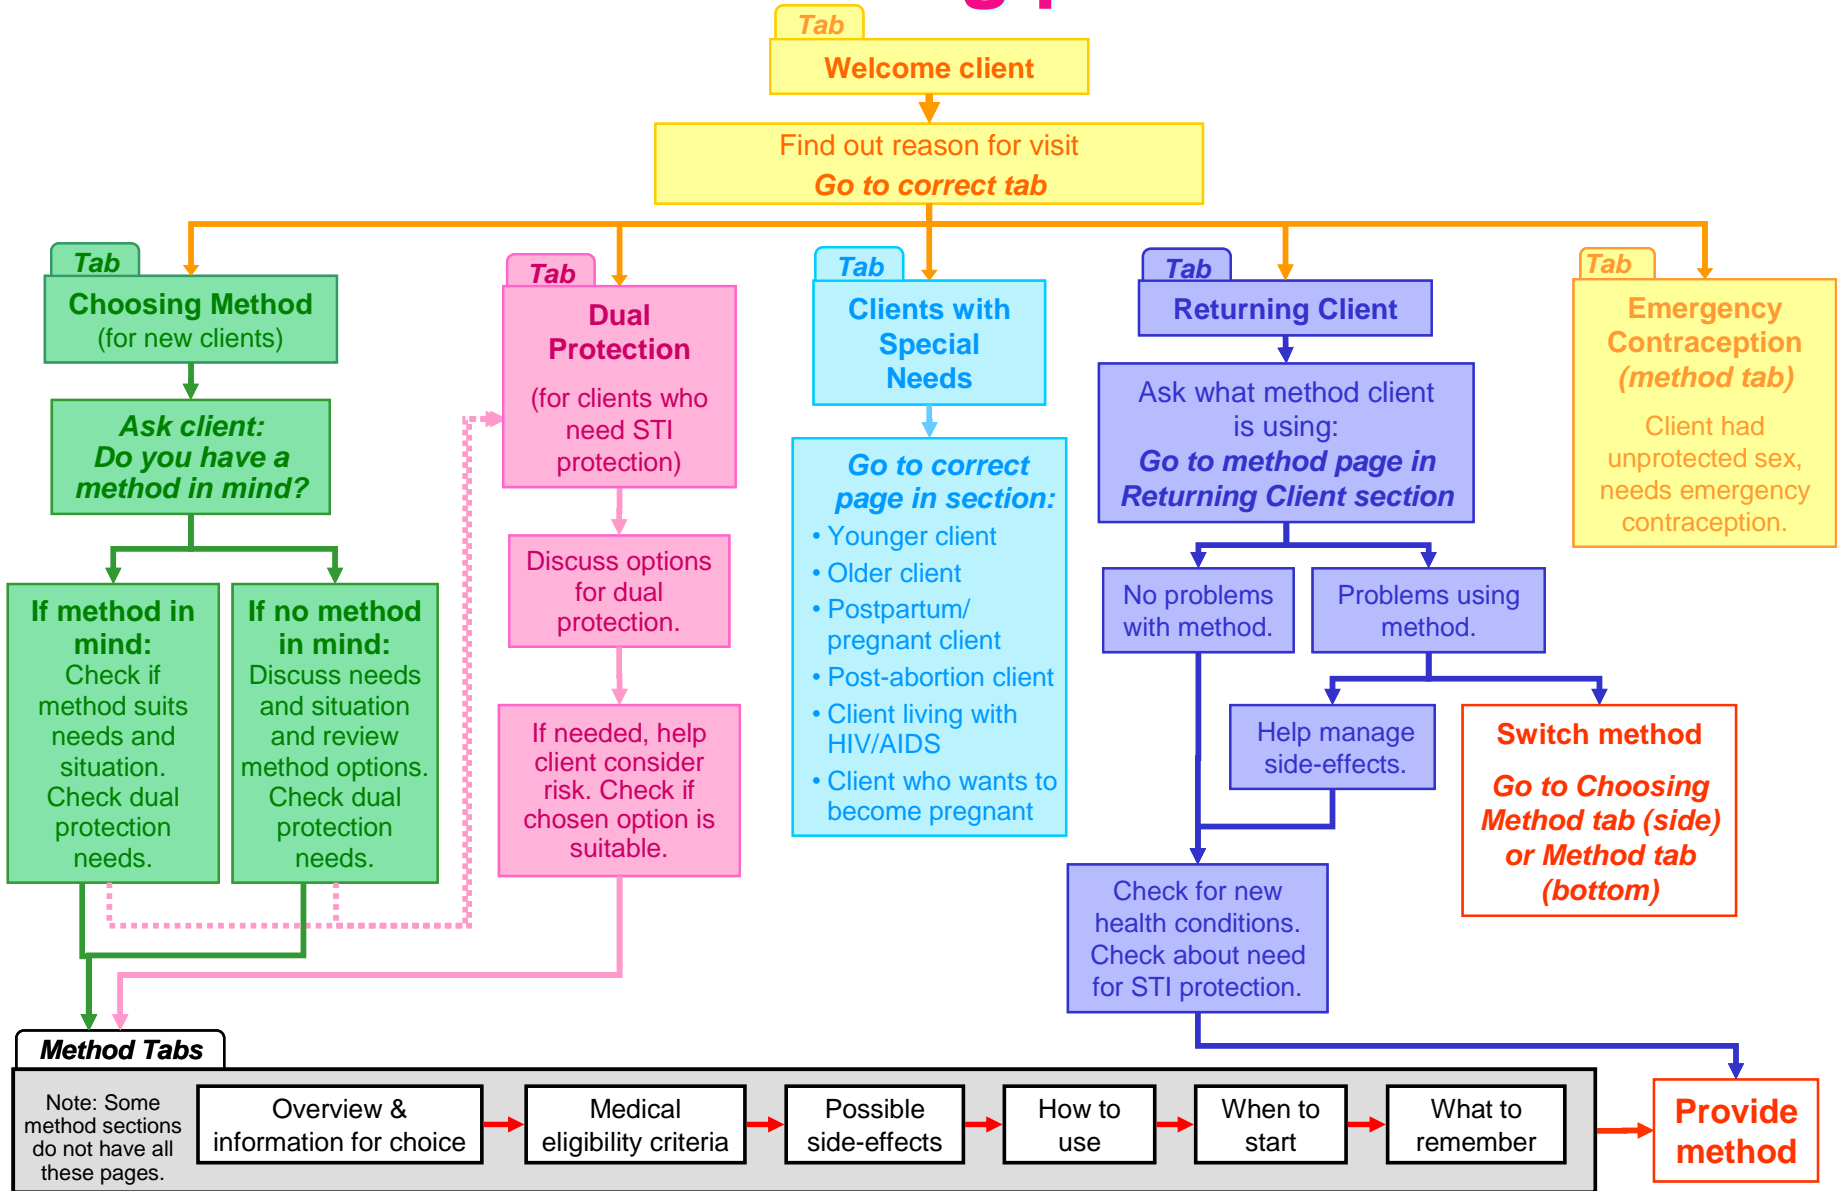 Tab
Welcome client
Find out reason for visit
Go to correct tab
Tab
Choosing Method
(for new clients)
Ask client:
Do you have a
method in mind?
If method in
mind:
Check if
method suits
needs and
situation.
Check dual
protection
needs.
If no method
in mind:
Discuss needs
and situation
and review
method options.
Check dual
protection
needs.
Tab
Dual
Protection
(for clients who
need STI
protection)
Discuss options
for dual
protection.
If needed, help
client consider
risk. Check if
chosen option is
suitable.
Tab
Clients with
Special
Needs
Go to correct
page in section:
• Younger client
• Older client
• Postpartum/
pregnant client
• Post-abortion client
• Client living with
HIV/AIDS
• Client who wants to
become pregnant
Tab
Returning Client
Ask what method client
is using:
Go to method page in
Returning Client section
No problems
with method.
Problems using
method.
Help manage
side-effects.
Switch method
Go to Choosing
Method tab (side)
or Method tab
(bottom)
Check for new
health conditions.
Check about need
for STI protection.
Tab
Emergency
Contraception
(method tab)
Client had
unprotected sex,
needs emergency
contraception.
Method Tabs
Note: Some
method sections
do not have all
these pages.
Overview &
information for choice
Medical
eligibility criteria
Possible
side-effects
How to
use
When to
start
What to
remember
Provide
method